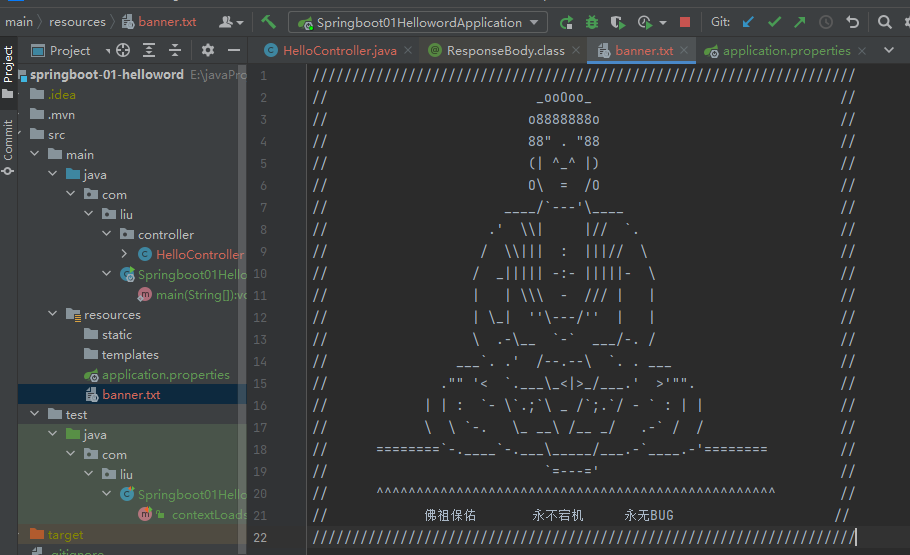 main
resources
banner.txt
Springboot01HellowordApplication
Git:
Project
Commit
Project
HelloController.java
ResponseBody.class
banner.txt
application.properties
springboot-01-helloword E:\javaPro
.idea
.mvn
src
main
java
com
liu
controller
HelloController
Springboot01Hello
main(String[]):vo
resources
static
templates
application.properties
banner.txt
test
java
com
liu
Springboot01Hello
contextLoads
target
1 ////////////////////////////////////////////////////////////////////
2 //                          _ooOoo_                               //
3 //                         o8888888o                              //
4 //                         88" . "88                              //
5 //                         (| ^_^ |)                              //
6 //                         O\  =  /O                              //
7 //                      ____/`---'\____                           //
8 //                    .'  \\|     |//  `.                         //
9 //                   /  \\|||  :  |||//  \                        //
10 //                  /  _||||| -:- |||||-  \                       //
11 //                  |   | \\\  -  /// |   |                       //
12 //                  | \_|  ''\---/''  |   |                       //
13 //                  \  .-\__  `-`  ___/-. /                       //
14 //                ___`. .'  /--.--\  `. . ___                     //
15 //              ."" '<  `.___\_<|>_/___.'  >'"".                  //
16 //            | | :  `- \`.;`\ _ /`;.`/ - ` : | |                 //
17 //            \  \ `-.   \_ __\ /__ _/   .-` /  /                 //
18 //      ========`-.____`-.___\_____/___.-`____.-'========         //
19 //                           `=---='                              //
20 //      ^^^^^^^^^^^^^^^^^^^^^^^^^^^^^^^^^^^^^^^^^^^^^^^^^^        //
21 //            佛祖保佑       永不宕机     永无BUG                    //
22 ////////////////////////////////////////////////////////////////////